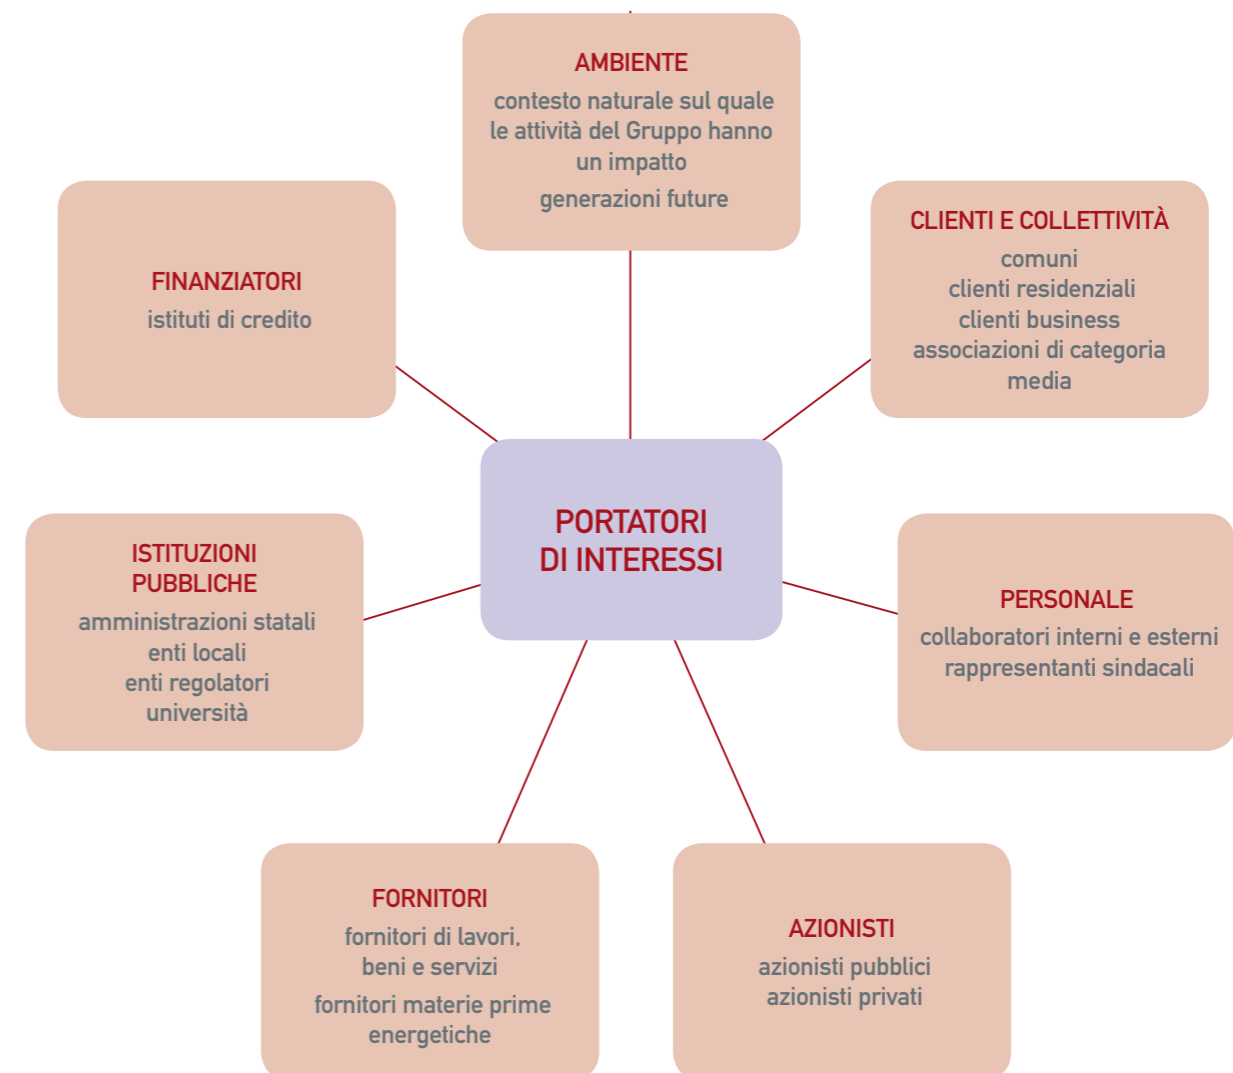 AMBIENTE
contesto naturale sul quale
le attività del Gruppo hanno
un impatto
generazioni future
CLIENTI E COLLETTIVITÀ
comuni
clienti residenziali
clienti business
associazioni di categoria
media
FINANZIATORI
istituti di credito
PORTATORI
DI INTERESSI
ISTITUZIONI
PUBBLICHE
amministrazioni statali
enti locali
enti regolatori
università
PERSONALE
collaboratori interni e esterni
rappresentanti sindacali
FORNITORI
fornitori di lavori,
beni e servizi
fornitori materie prime
energetiche
AZIONISTI
azionisti pubblici
azionisti privati